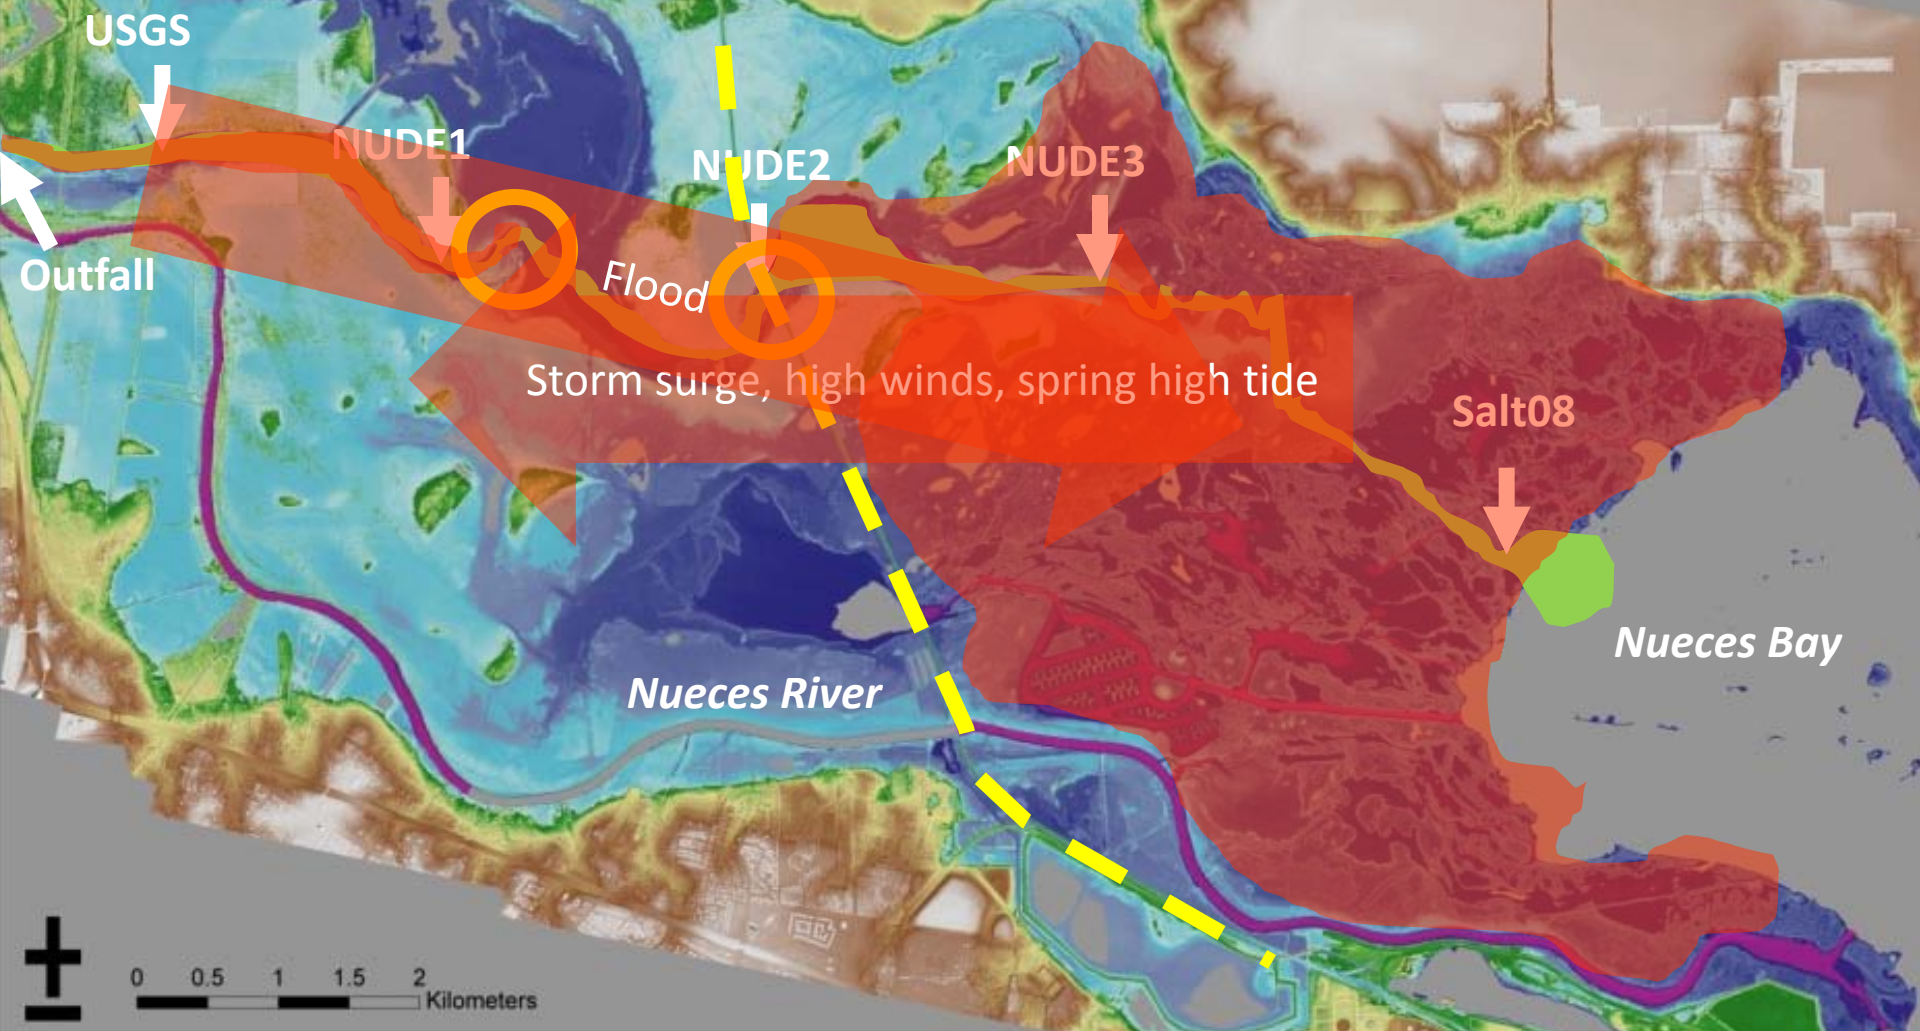 USGS
NUDE1
NUDE2
NUDE3
Outfall
Flood
Storm surge, high winds, spring high tide
Salt08
Nueces Bay
Nueces River
0 0.5 1 1.5 2
Kilometers